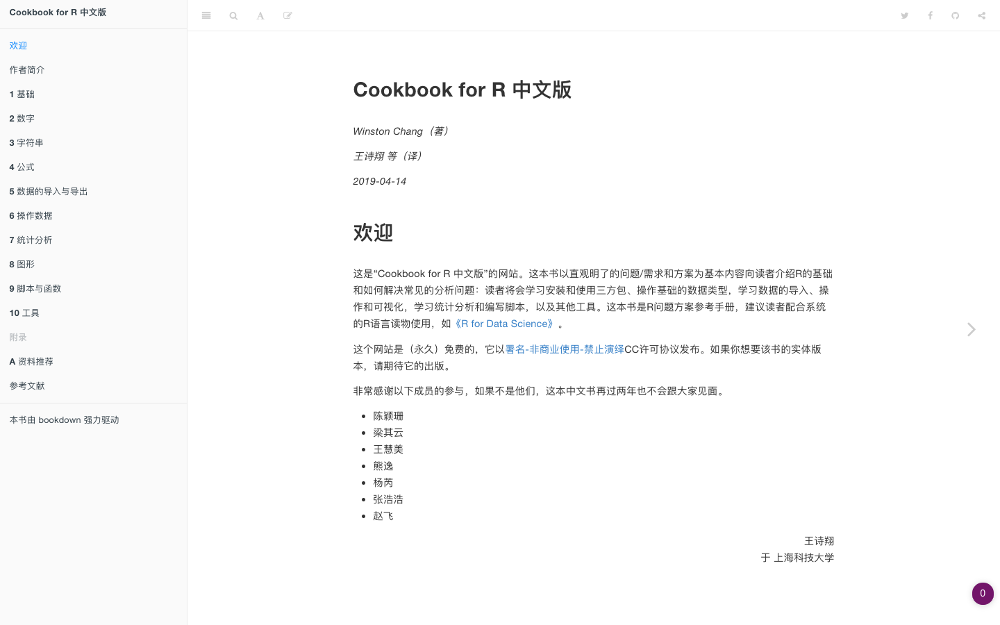 Cookbook for R 中文版
欢迎
作者简介
1 基础
2 数字
3 字符串
4 公式
5 数据的导入与导出
6 操作数据
7 统计分析
8 图形
9 脚本与函数
10 工具
附录
A 资料推荐
参考文献
本书由 bookdown 强力驱动
Cookbook for R 中文版
Winston Chang（著）
王诗翔 等（译）
2019-04-14
欢迎
这是“Cookbook for R 中文版”的网站。这本书以直观明了的问题/需求和方案为基本内容向读者介绍R的基础
和如何解决常见的分析问题：读者将会学习安装和使用三方包、操作基础的数据类型，学习数据的导入、操
作和可视化，学习统计分析和编写脚本，以及其他工具。这本书是R问题方案参考手册，建议读者配合系统
的R语言读物使用，如《R for Data Science》。
这个网站是（永久）免费的，它以署名-非商业使用-禁止演绎CC许可协议发布。如果你想要该书的实体版
本，请期待它的出版。
非常感谢以下成员的参与，如果不是他们，这本中文书再过两年也不会跟大家见面。
陈颖珊
梁其云
王慧美
熊逸
杨芮
张浩浩
赵飞
王诗翔
于 上海科技大学
0